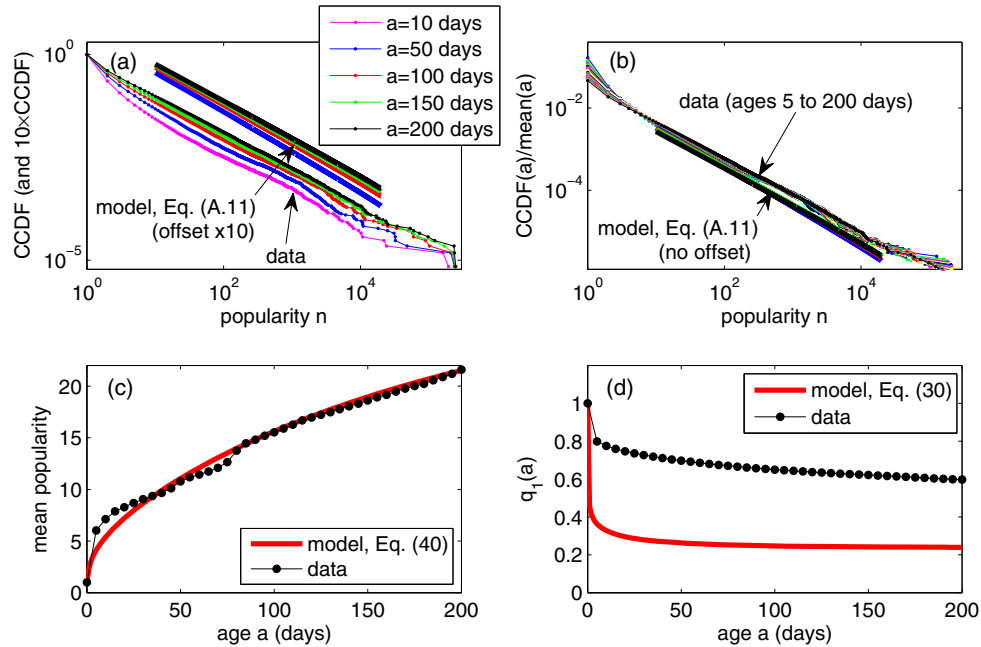 (a)
a=10 days
a=50 days
a=100 days
a=150 days
a=200 days
CCDF (and 10×CCDF)
10^0
10^-5
model, Eq. (A.11)
(offset x10)
data
10^0
10^2
10^4
popularity n
(b)
CCDF(a)/mean(a)
10^-2
10^-4
data (ages 5 to 200 days)
model, Eq. (A.11)
(no offset)
10^0
10^2
10^4
popularity n
(c)
mean popularity
20
15
10
5
0
model, Eq. (40)
data
0
50
100
150
200
age a (days)
(d)
q_1(a)
1
0.8
0.6
0.4
0.2
0
model, Eq. (30)
data
0
50
100
150
200
age a (days)